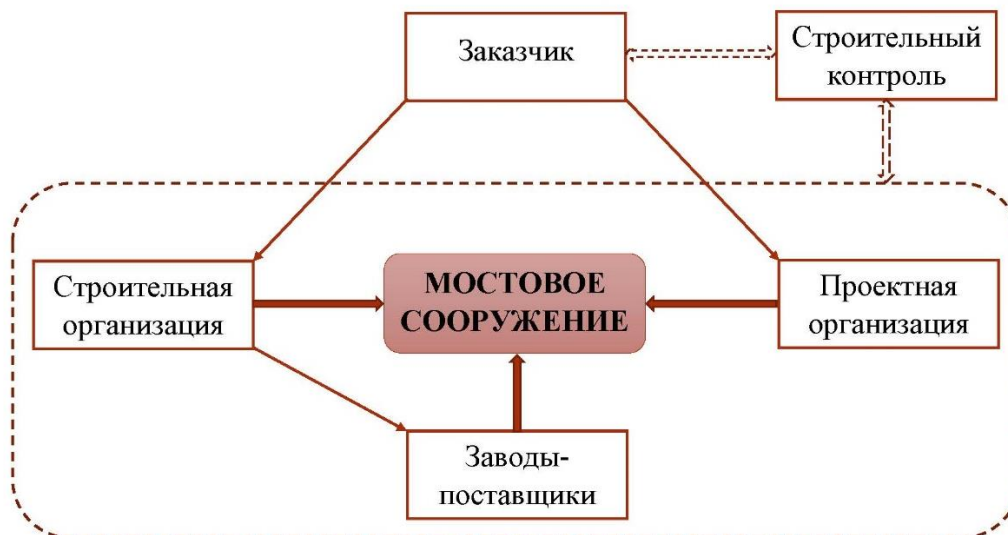 Заказчик
Строительный
контроль
Строительная
организация
МОСТОВОЕ
СООРУЖЕНИЕ
Проектная
организация
Заводы-
поставщики